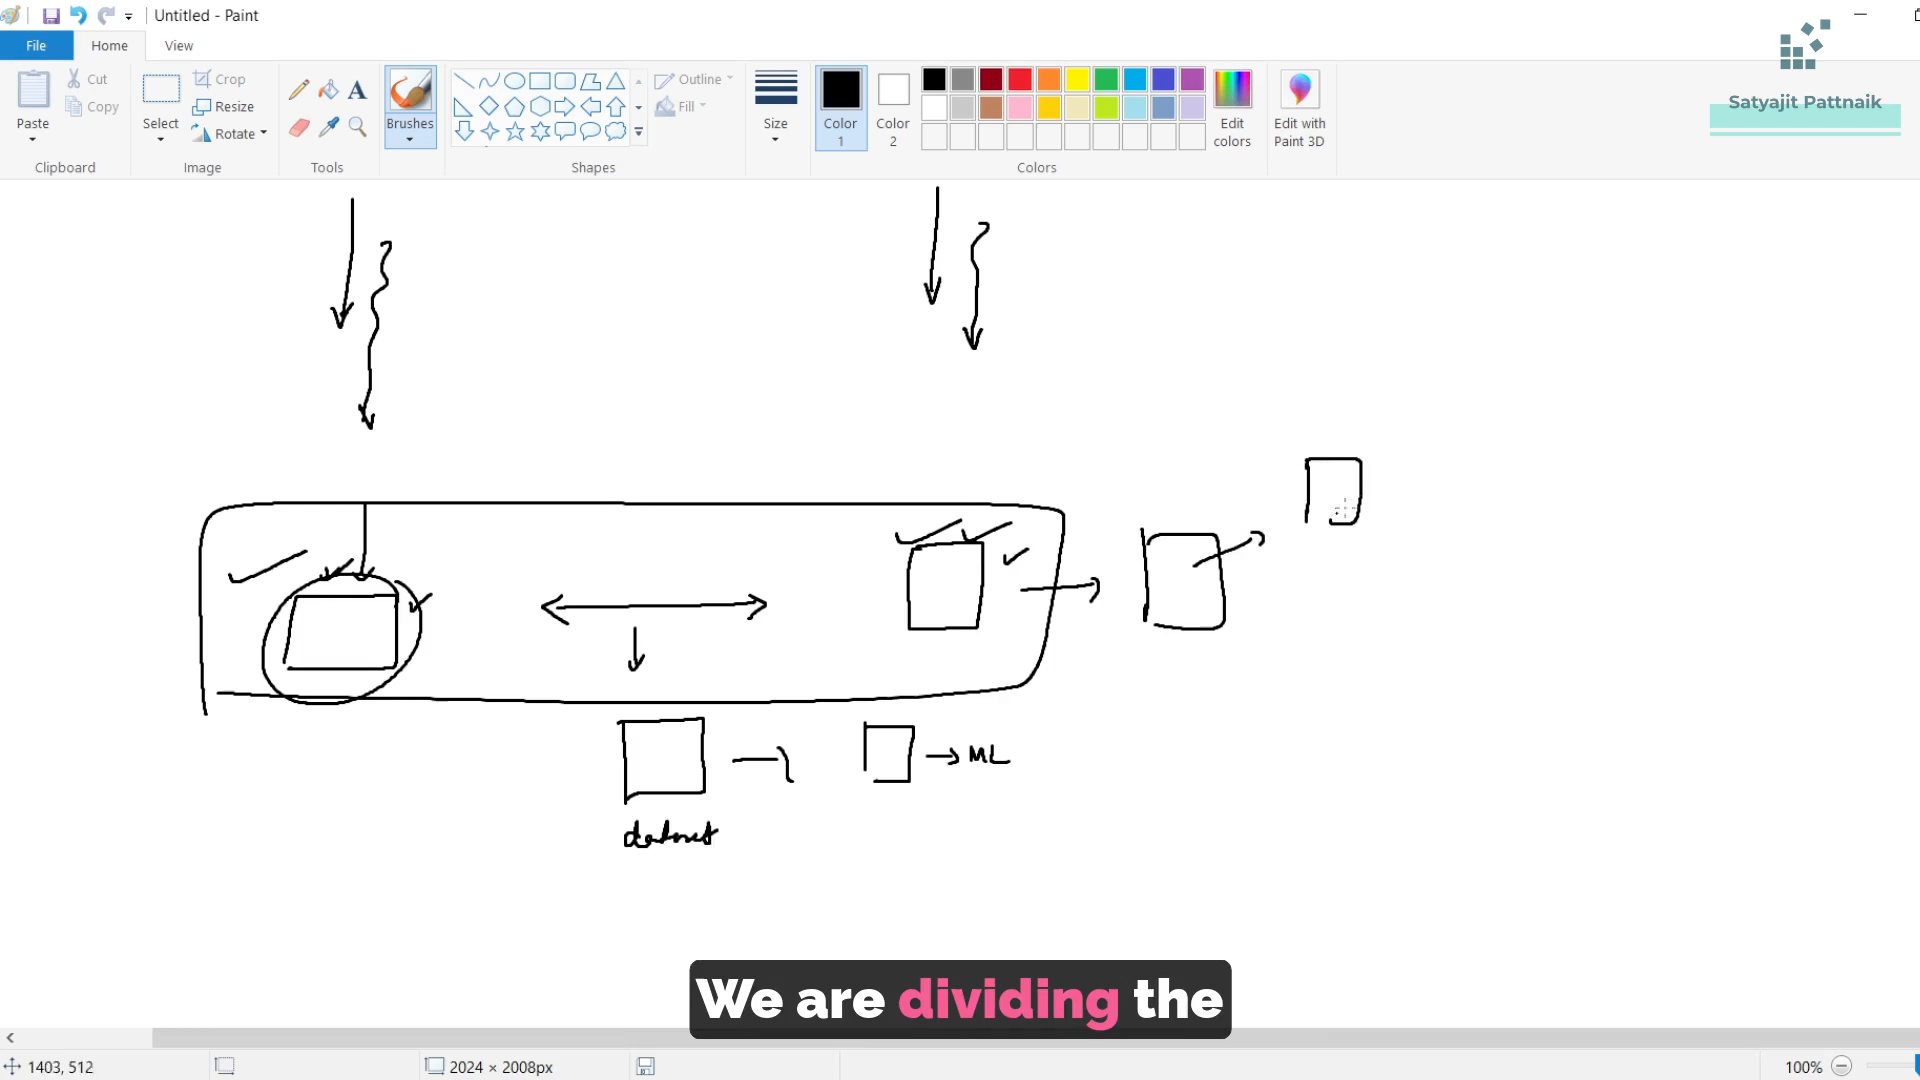 Untitled - Paint
File
Home
View
Paste
Cut
Copy
Clipboard
Select
Crop
Resize
Rotate
Image
A
Tools
Brushes
Outline
Fill
Shapes
Size
Color
1
Color
2
Edit
colors
Edit with
Paint 3D
Colors
Satyajit Pattnaik
ML
dataset
We are dividing the
1403, 512
2024 × 2008px
100%